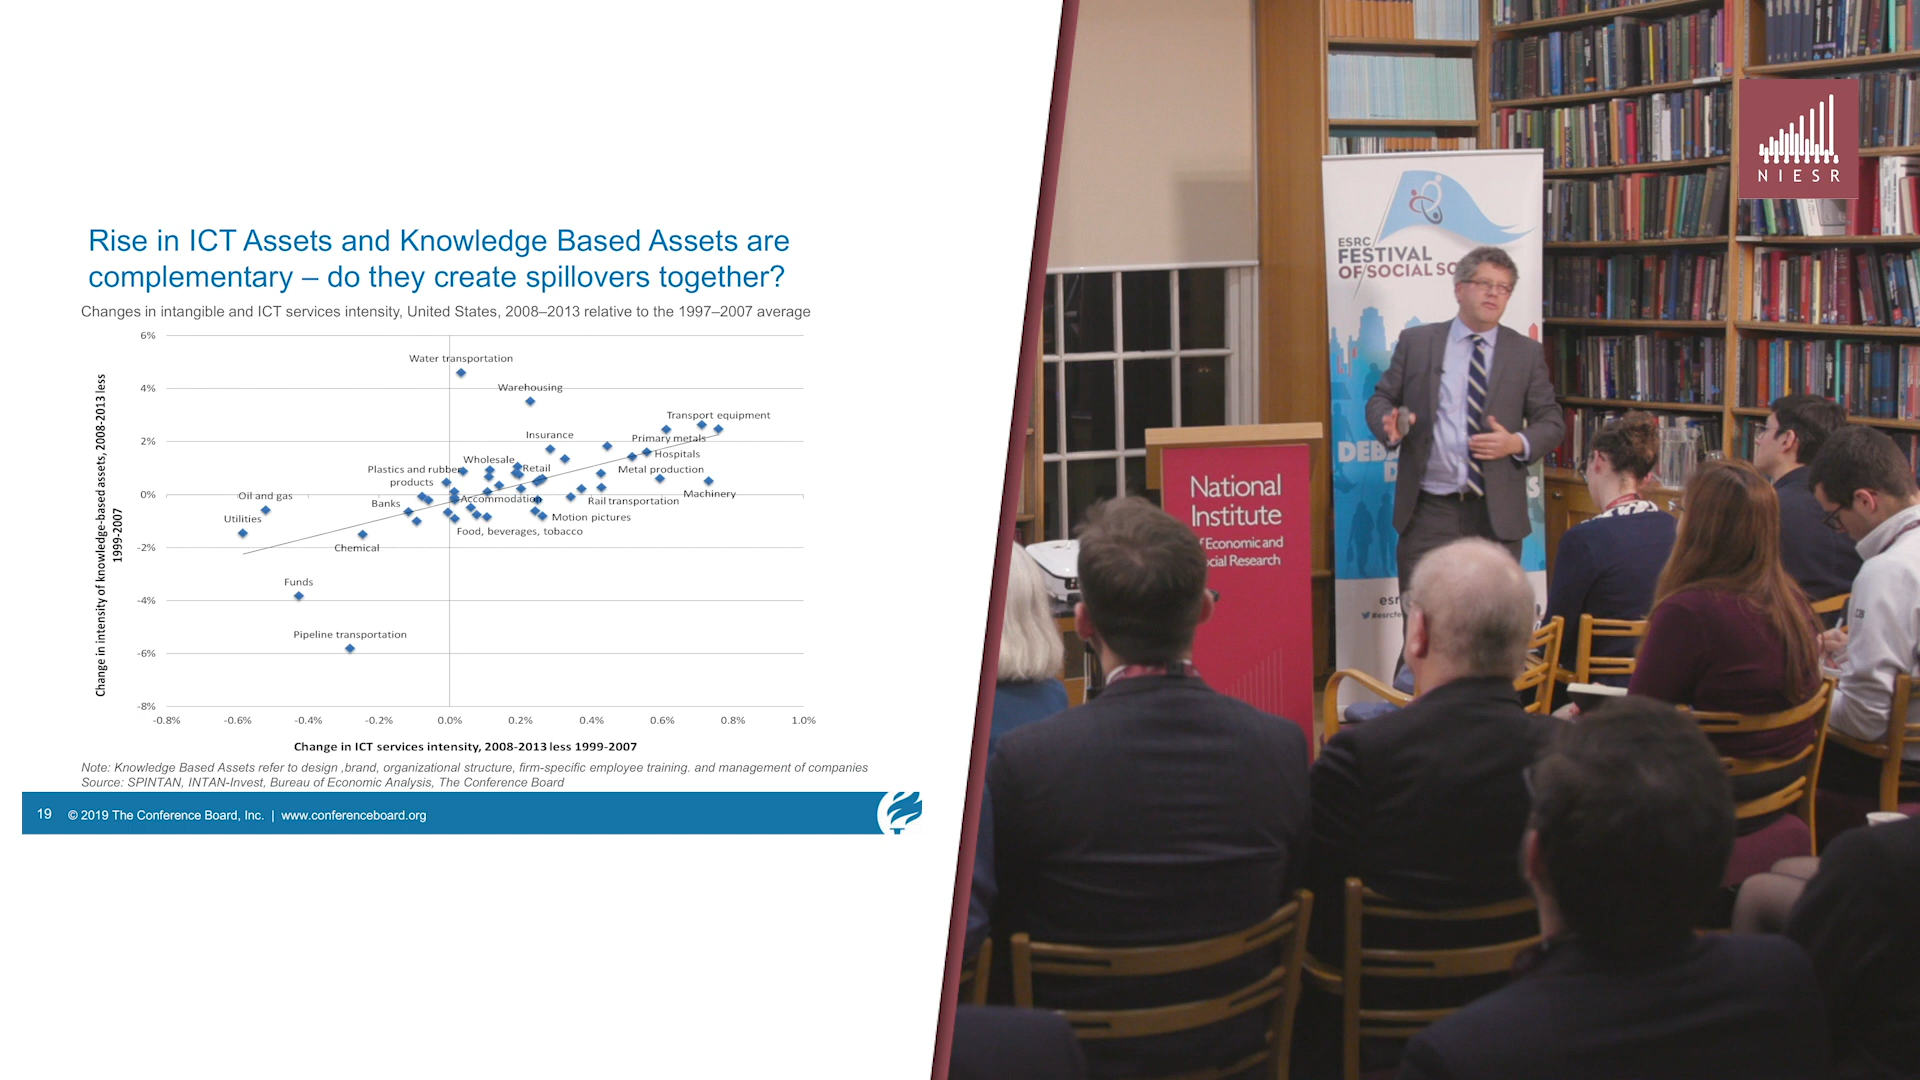 Rise in ICT Assets and Knowledge Based Assets are
complementary – do they create spillovers together?
Changes in intangible and ICT services intensity, United States, 2008–2013 relative to the 1997–2007 average
Change in intensity of knowledge-based assets, 2008-2013 less
1999-2007
6%
4%
2%
0%
-2%
-4%
-6%
-8%
Water transportation
Warehousing
Transport equipment
Insurance
Primary metals
Hospitals
Wholesale
Plastics and rubber
products
Retail
Metal production
Machinery
Oil and gas
Banks
Accommodation
Rail transportation
Utilities
Motion pictures
Food, beverages, tobacco
Chemical
Funds
Pipeline transportation
-0.8%
-0.6%
-0.4%
-0.2%
0.0%
0.2%
0.4%
0.6%
0.8%
1.0%
Change in ICT services intensity, 2008-2013 less 1999-2007
Note: Knowledge Based Assets refer to design ,brand, organizational structure, firm-specific employee training. and management of companies
Source: SPINTAN, INTAN-Invest, Bureau of Economic Analysis, The Conference Board
19 © 2019 The Conference Board, Inc. | www.conferenceboard.org
NIESR
ESRC
FESTIVAL
OF SOCIAL SC
DEB
D
S
esr
#esrcfe
National
Institute
f Economic and
ocial Research